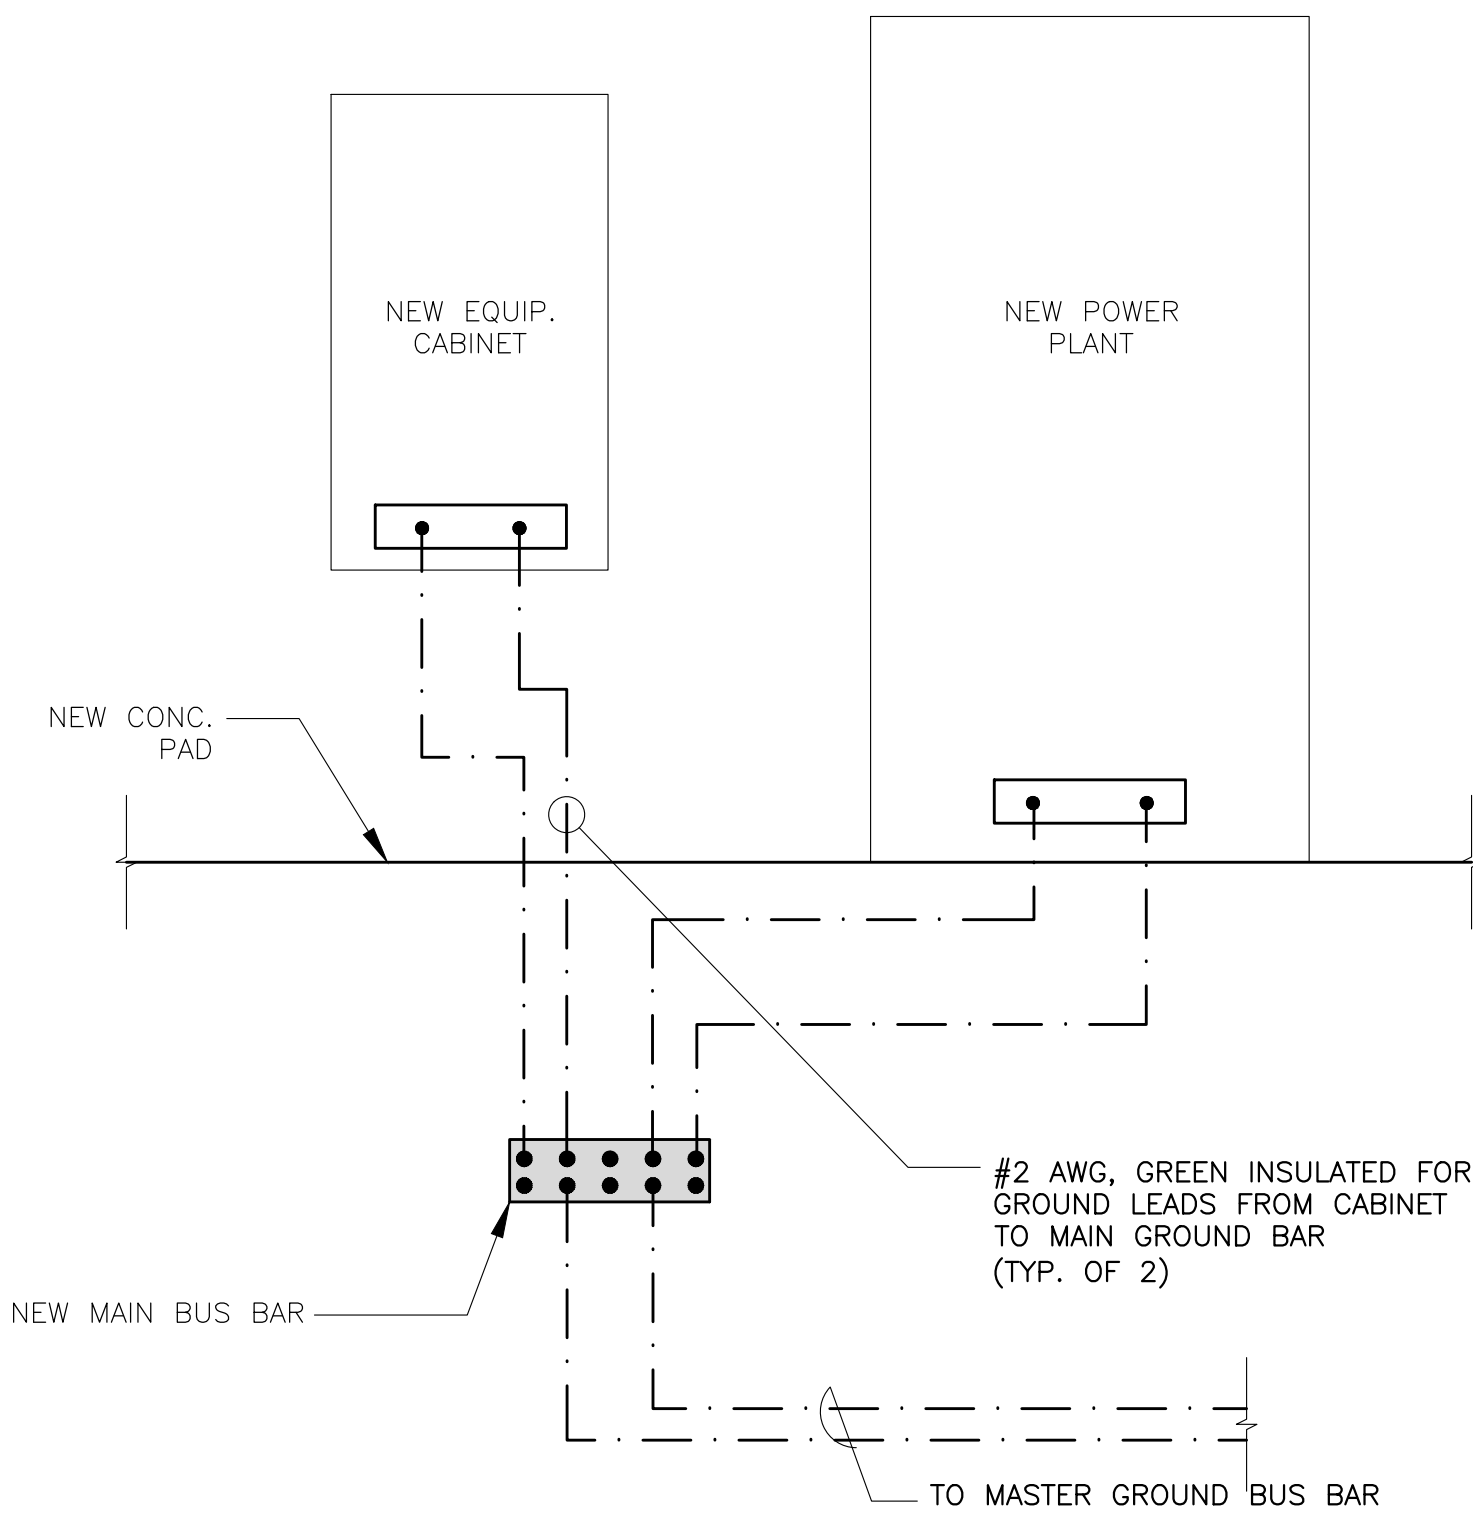 NEW EQUIP.
CABINET
NEW POWER
PLANT
NEW CONC.
PAD
#2 AWG, GREEN INSULATED FOR
GROUND LEADS FROM CABINET
TO MAIN GROUND BAR
(TYP. OF 2)
NEW MAIN BUS BAR
TO MASTER GROUND BUS BAR